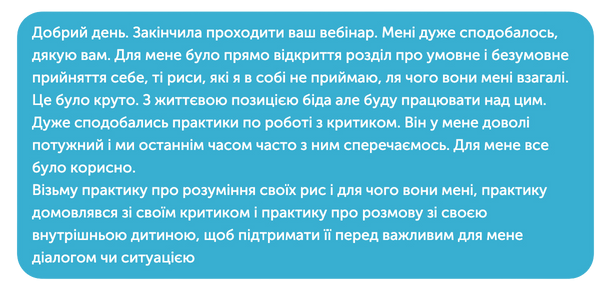 Добрий день. Закінчила проходити ваш вебінар. Мені дуже сподобалось,
дякую вам. Для мене було прямо відкриття розділ про умовне і безумовне
прийняття себе, ті риси, які я в собі не приймаю, ля чого вони мені взагалі.
Це було круто. З життєвою позицією біда але буду працювати над цим.
Дуже сподобались практики по роботі з критиком. Він у мене доволі
потужний і ми останнім часом часто з ним сперечаємось. Для мене все
було корисно.
Візьму практику про розуміння своїх рис і для чого вони мені, практику
домовлявся зі своїм критиком і практику про розмову зі своєю
внутрішньою дитиною, щоб підтримати її перед важливим для мене
діалогом чи ситуацією